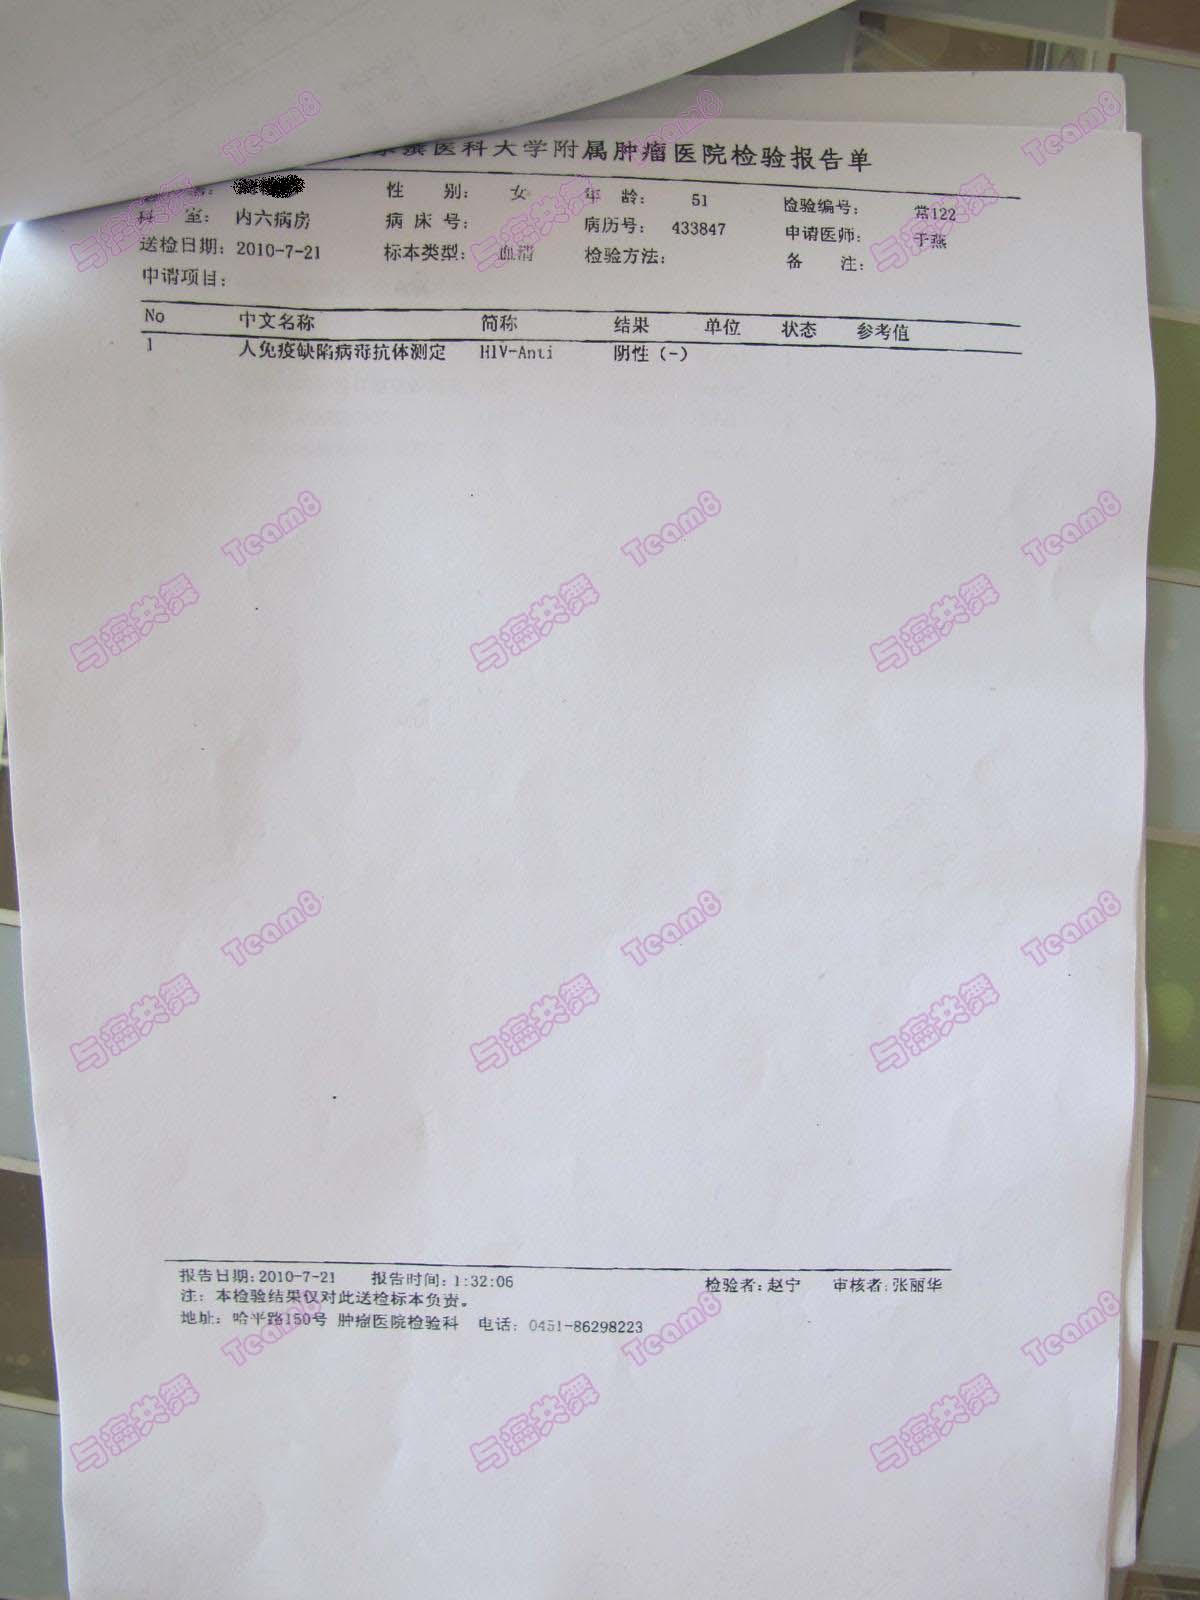 滨医科大学附属肿瘤医院检验报告单
性 别: 女 年 龄: 51 检验编号: 常122
科 室: 内六病房 病 床 号: 病历号: 433847 申请医师: 于燕
送检日期: 2010-7-21 标本类型: 血清 检验方法: 备 注:
申请项目:
No 中文名称 简称 结果 单位 状态 参考值
1 人免疫缺陷病毒抗体测定 HIV-Anti 阴性 (-)
报告日期: 2010-7-21 报告时间: 1:32:06 检验者: 赵宁 审核者: 张丽华
注: 本检验结果仅对此送检标本负责。
地址: 哈平路150号 肿瘤医院检验科 电话: 0451-86298223
与癌共舞 Team8